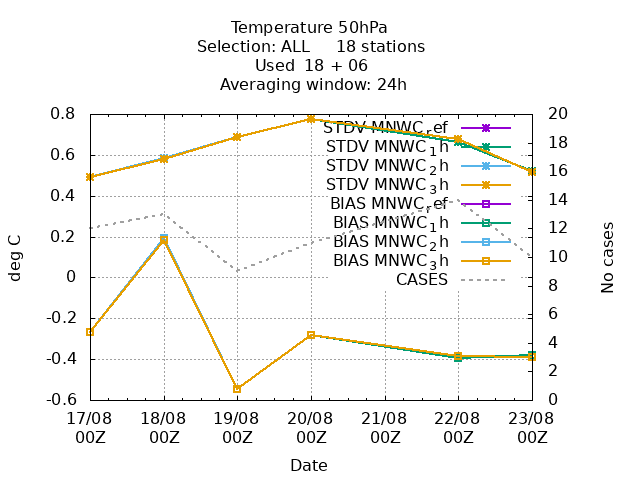 Temperature 50hPa
Selection: ALL 18 stations
Used 18 + 06
Averaging window: 24h
STDV MNWC_ref
STDV MNWC_1h
STDV MNWC_2h
STDV MNWC_3h
BIAS MNWC_ref
BIAS MNWC_1h
BIAS MNWC_2h
BIAS MNWC_3h
CASES
deg C
0.8
0.6
0.4
0.2
0
-0.2
-0.4
-0.6
No cases
20
18
16
14
12
10
8
6
4
2
0
17/08 18/08 19/08 20/08 21/08 22/08 23/08
00Z 00Z 00Z 00Z 00Z 00Z 00Z
Date